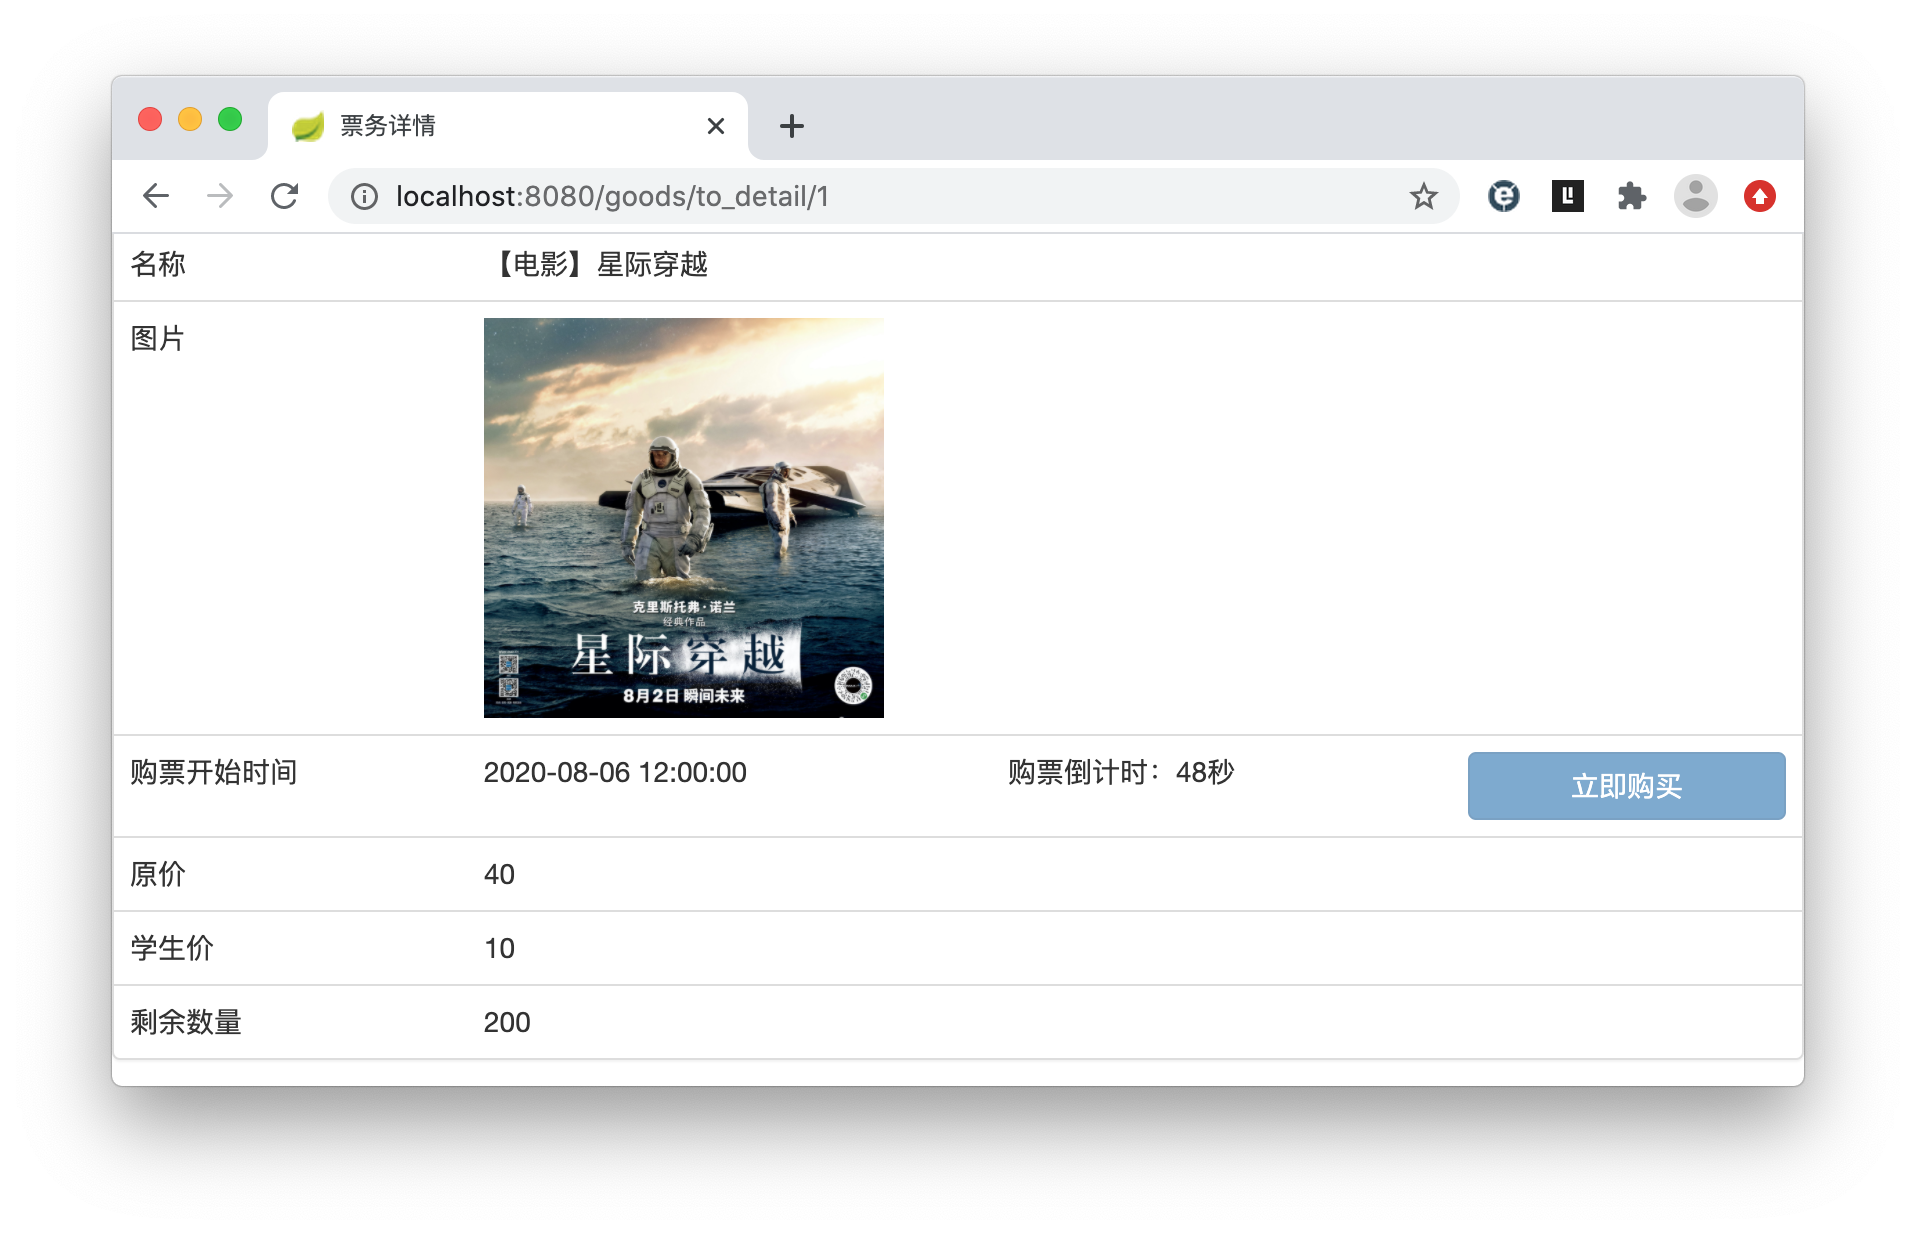 票务详情
localhost:8080/goods/to_detail/1
名称
【电影】星际穿越
图片
克里斯托弗·诺兰
经典作品
星际穿越
8月2日 瞬间未来
购票开始时间
2020-08-06 12:00:00
购票倒计时：48秒
立即购买
原价
40
学生价
10
剩余数量
200